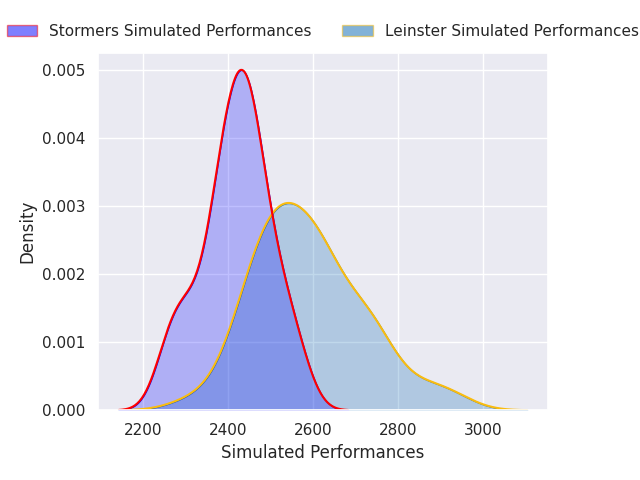 Stormers Simulated Performances Leinster Simulated Performances
0.005
0.004
0.003
0.002
0.001
0.000
Density
2200 2400 2600 2800 3000
Simulated Performances